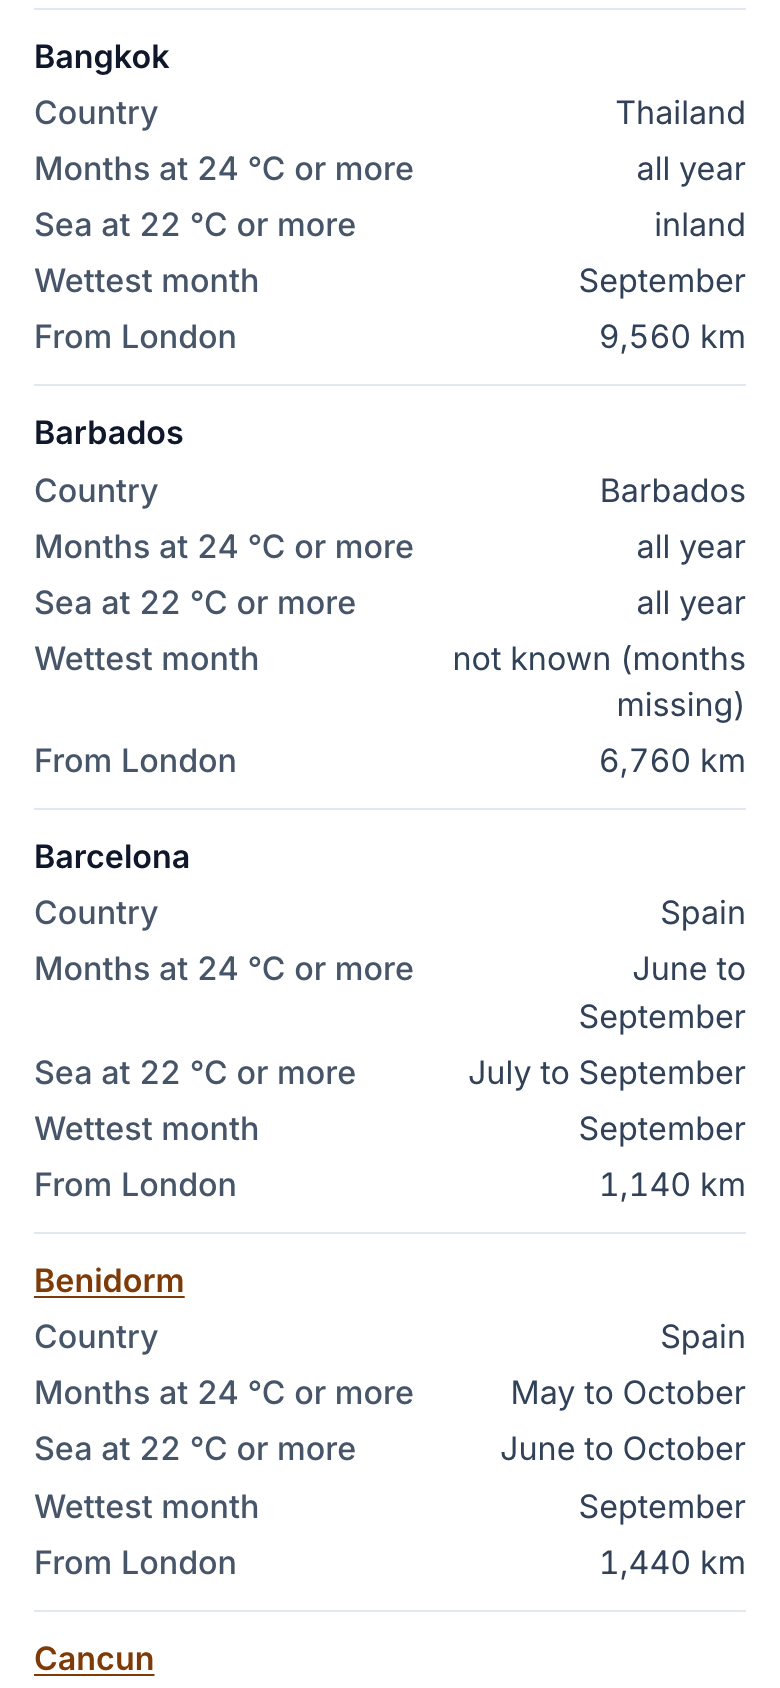 Bangkok
Country Thailand
Months at 24 °C or more all year
Sea at 22 °C or more inland
Wettest month September
From London 9,560 km
Barbados
Country Barbados
Months at 24 °C or more all year
Sea at 22 °C or more all year
Wettest month not known (months
missing)
From London 6,760 km
Barcelona
Country Spain
Months at 24 °C or more June to
September
Sea at 22 °C or more July to September
Wettest month September
From London 1,140 km
Benidorm
Country Spain
Months at 24 °C or more May to October
Sea at 22 °C or more June to October
Wettest month September
From London 1,440 km
Cancun